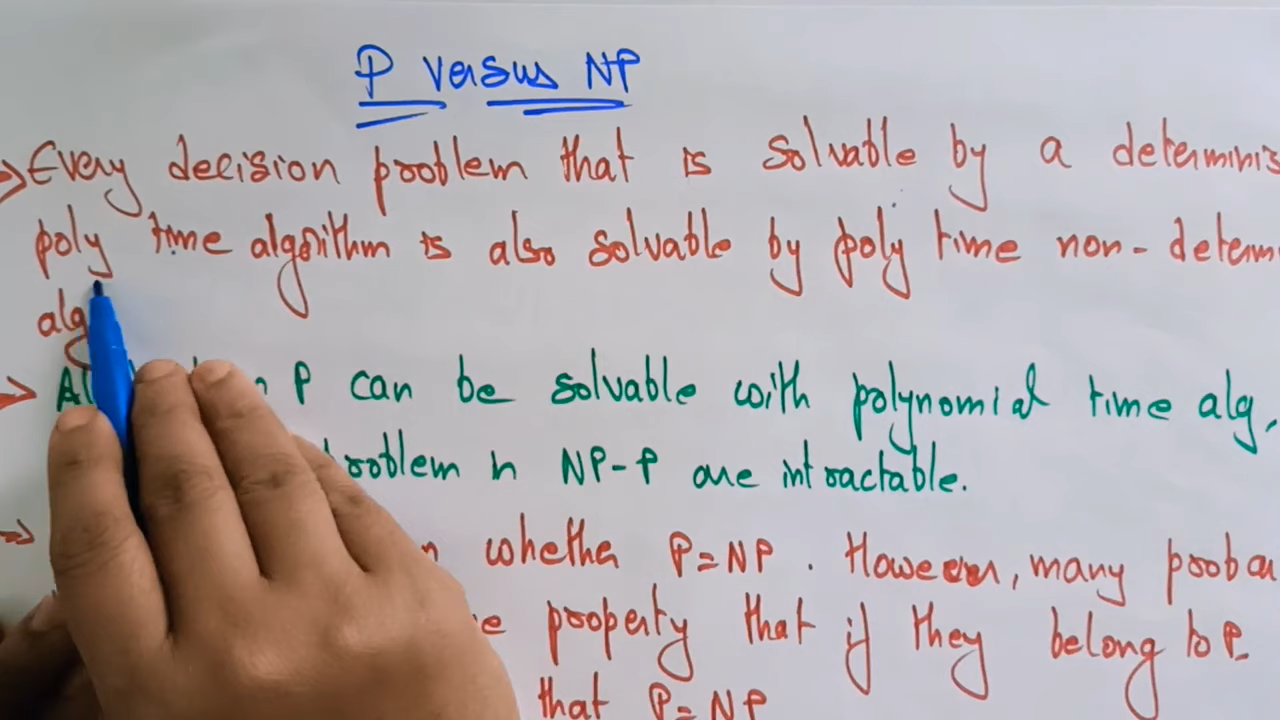 P versus NP
Every decision problem that is solvable by a determinis
poly time algorithm is also solvable by poly time non-determ
alg
P can be solvable with polynomial time alg.
problem in NP-P are intractable.
whether P=NP. However, many
property that if they belong to P.
that P=NP